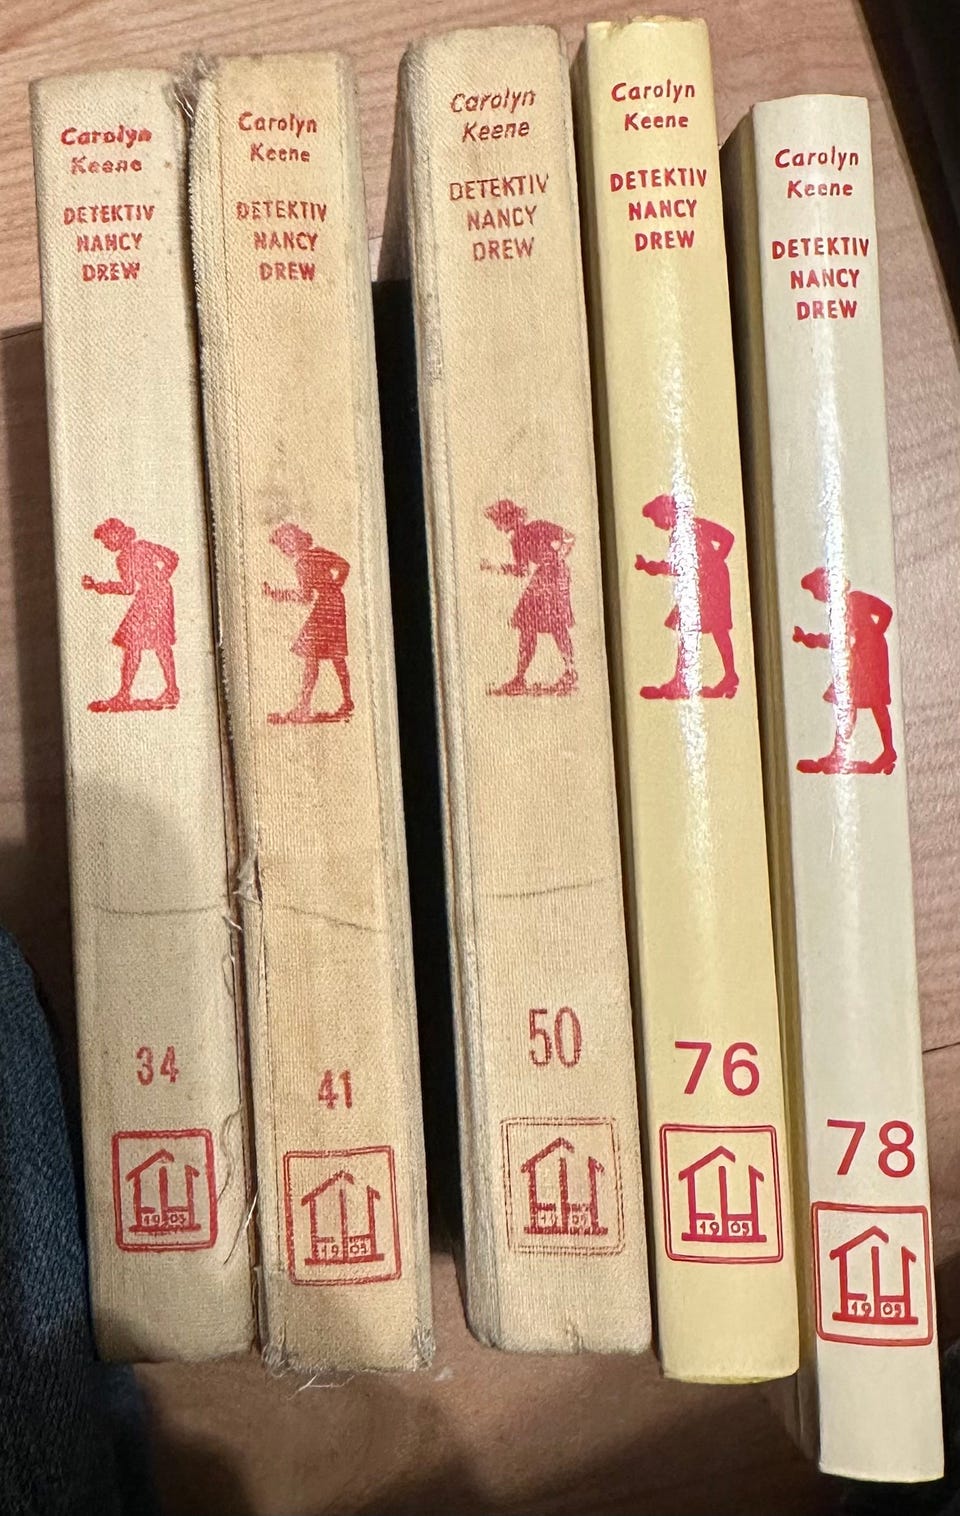 Carolyn
Keene
DETEKTIV
NANCY
DREW
34
1909
Carolyn
Keene
DETEKTIV
NANCY
DREW
41
1909
Carolyn
Keene
DETEKTIV
NANCY
DREW
50
1909
Carolyn
Keene
DETEKTIV
NANCY
DREW
76
1909
Carolyn
Keene
DETEKTIV
NANCY
DREW
78
1909